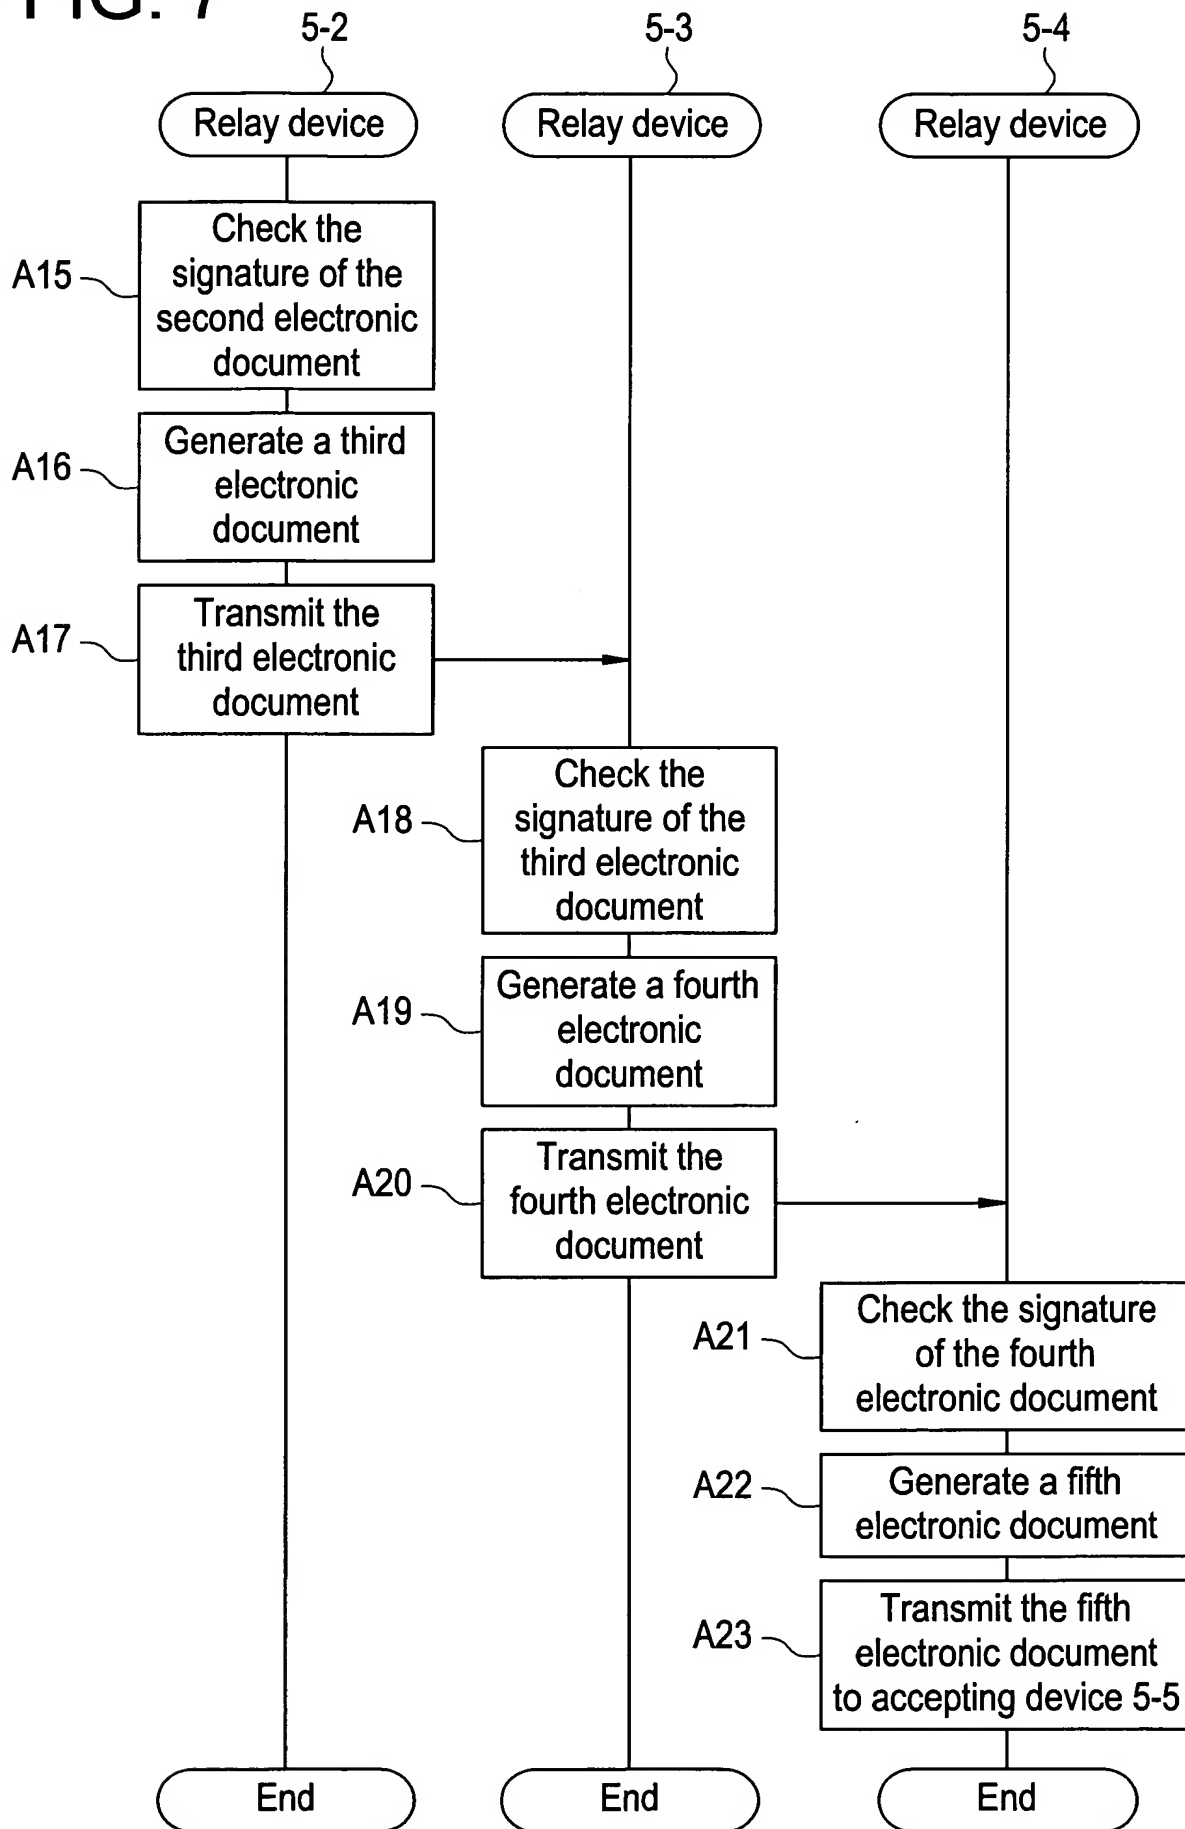 FIG. 7
5-2
5-3
5-4
Relay device
Relay device
Relay device
A15
Check the
signature of the
second electronic
document
A16
Generate a third
electronic
document
A17
Transmit the
third electronic
document
A18
Check the
signature of the
third electronic
document
A19
Generate a fourth
electronic
document
A20
Transmit the
fourth electronic
document
A21
Check the signature
of the fourth
electronic document
A22
Generate a fifth
electronic document
A23
Transmit the fifth
electronic document
to accepting device 5-5
End
End
End